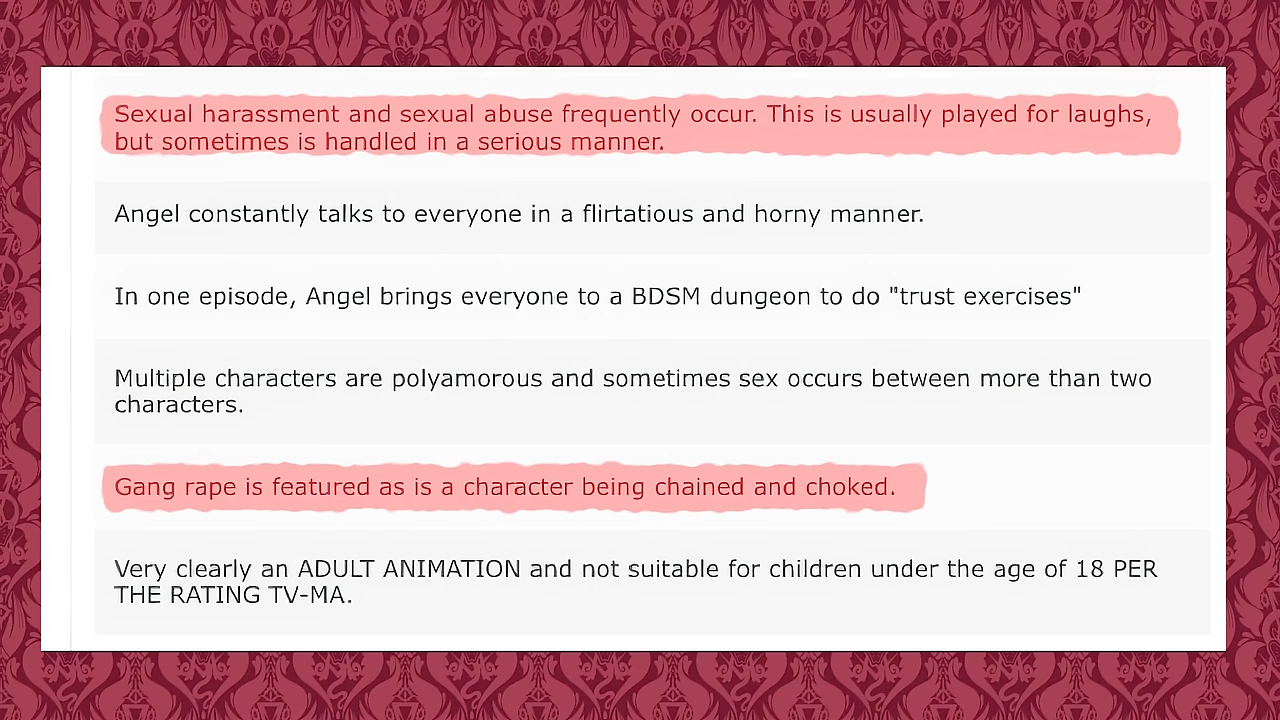 Sexual harassment and sexual abuse frequently occur. This is usually played for laughs,
but sometimes is handled in a serious manner.
Angel constantly talks to everyone in a flirtatious and horny manner.
In one episode, Angel brings everyone to a BDSM dungeon to do "trust exercises"
Multiple characters are polyamorous and sometimes sex occurs between more than two
characters.
Gang rape is featured as is a character being chained and choked.
Very clearly an ADULT ANIMATION and not suitable for children under the age of 18 PER
THE RATING TV-MA.